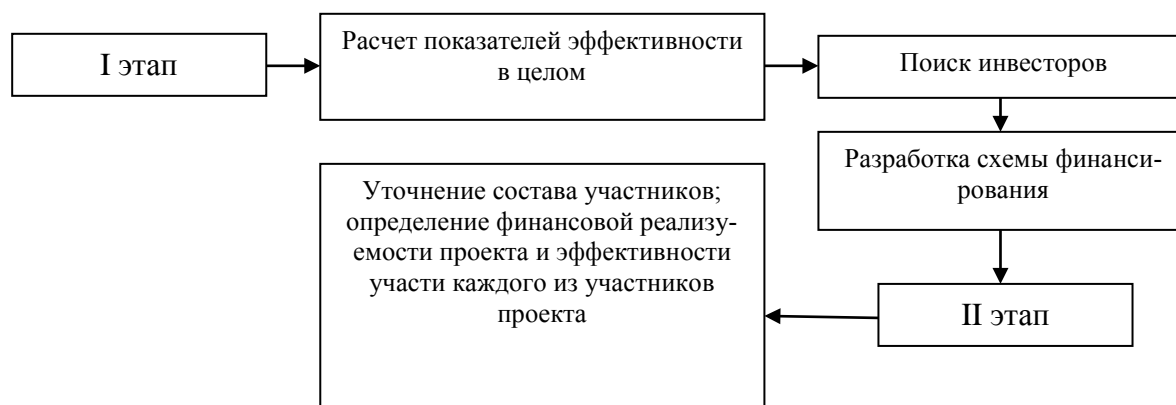 I этап
Расчет показателей эффективности
в целом
Поиск инвесторов
Разработка схемы финанси-
рования
II этап
Уточнение состава участников;
определение финансовой реализу-
емости проекта и эффективности
участи каждого из участников
проекта